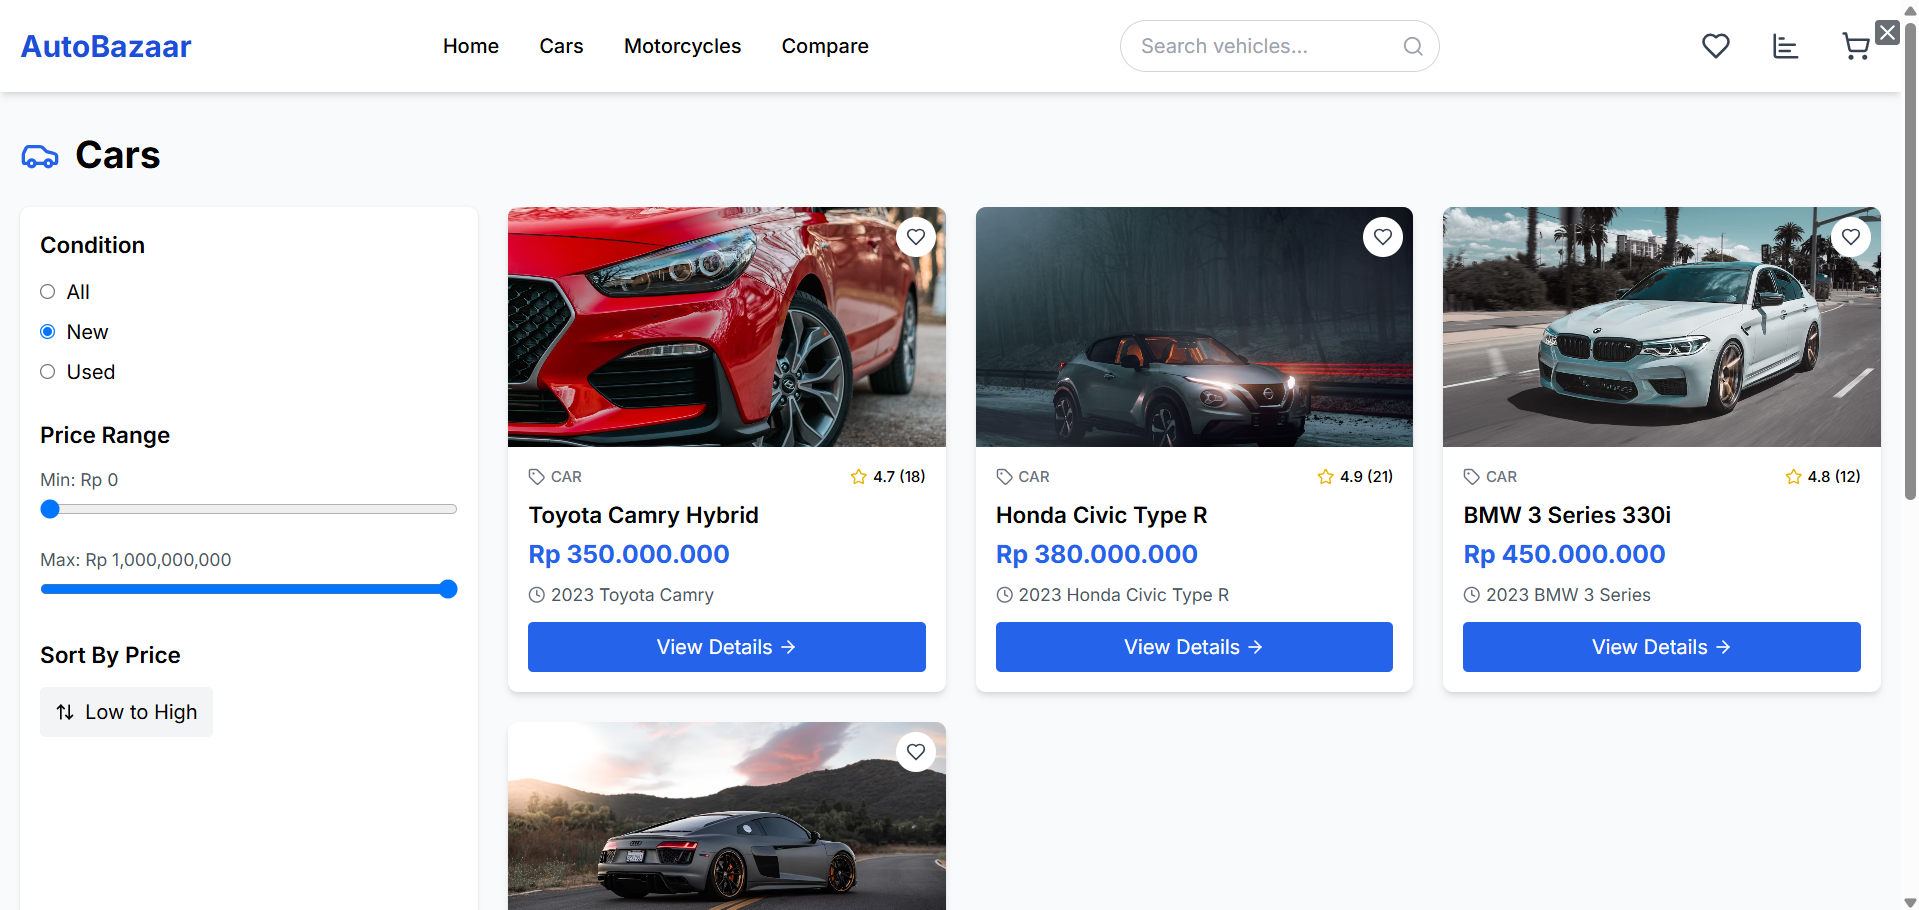 AutoBazaar
Home
Cars
Motorcycles
Compare
Search vehicles...
Cars
Condition
All
New
Used
Price Range
Min: Rp 0
Max: Rp 1,000,000,000
Sort By Price
Low to High
CAR
4.7 (18)
Toyota Camry Hybrid
Rp 350.000.000
2023 Toyota Camry
View Details
CAR
4.9 (21)
Honda Civic Type R
Rp 380.000.000
2023 Honda Civic Type R
View Details
CAR
4.8 (12)
BMW 3 Series 330i
Rp 450.000.000
2023 BMW 3 Series
View Details